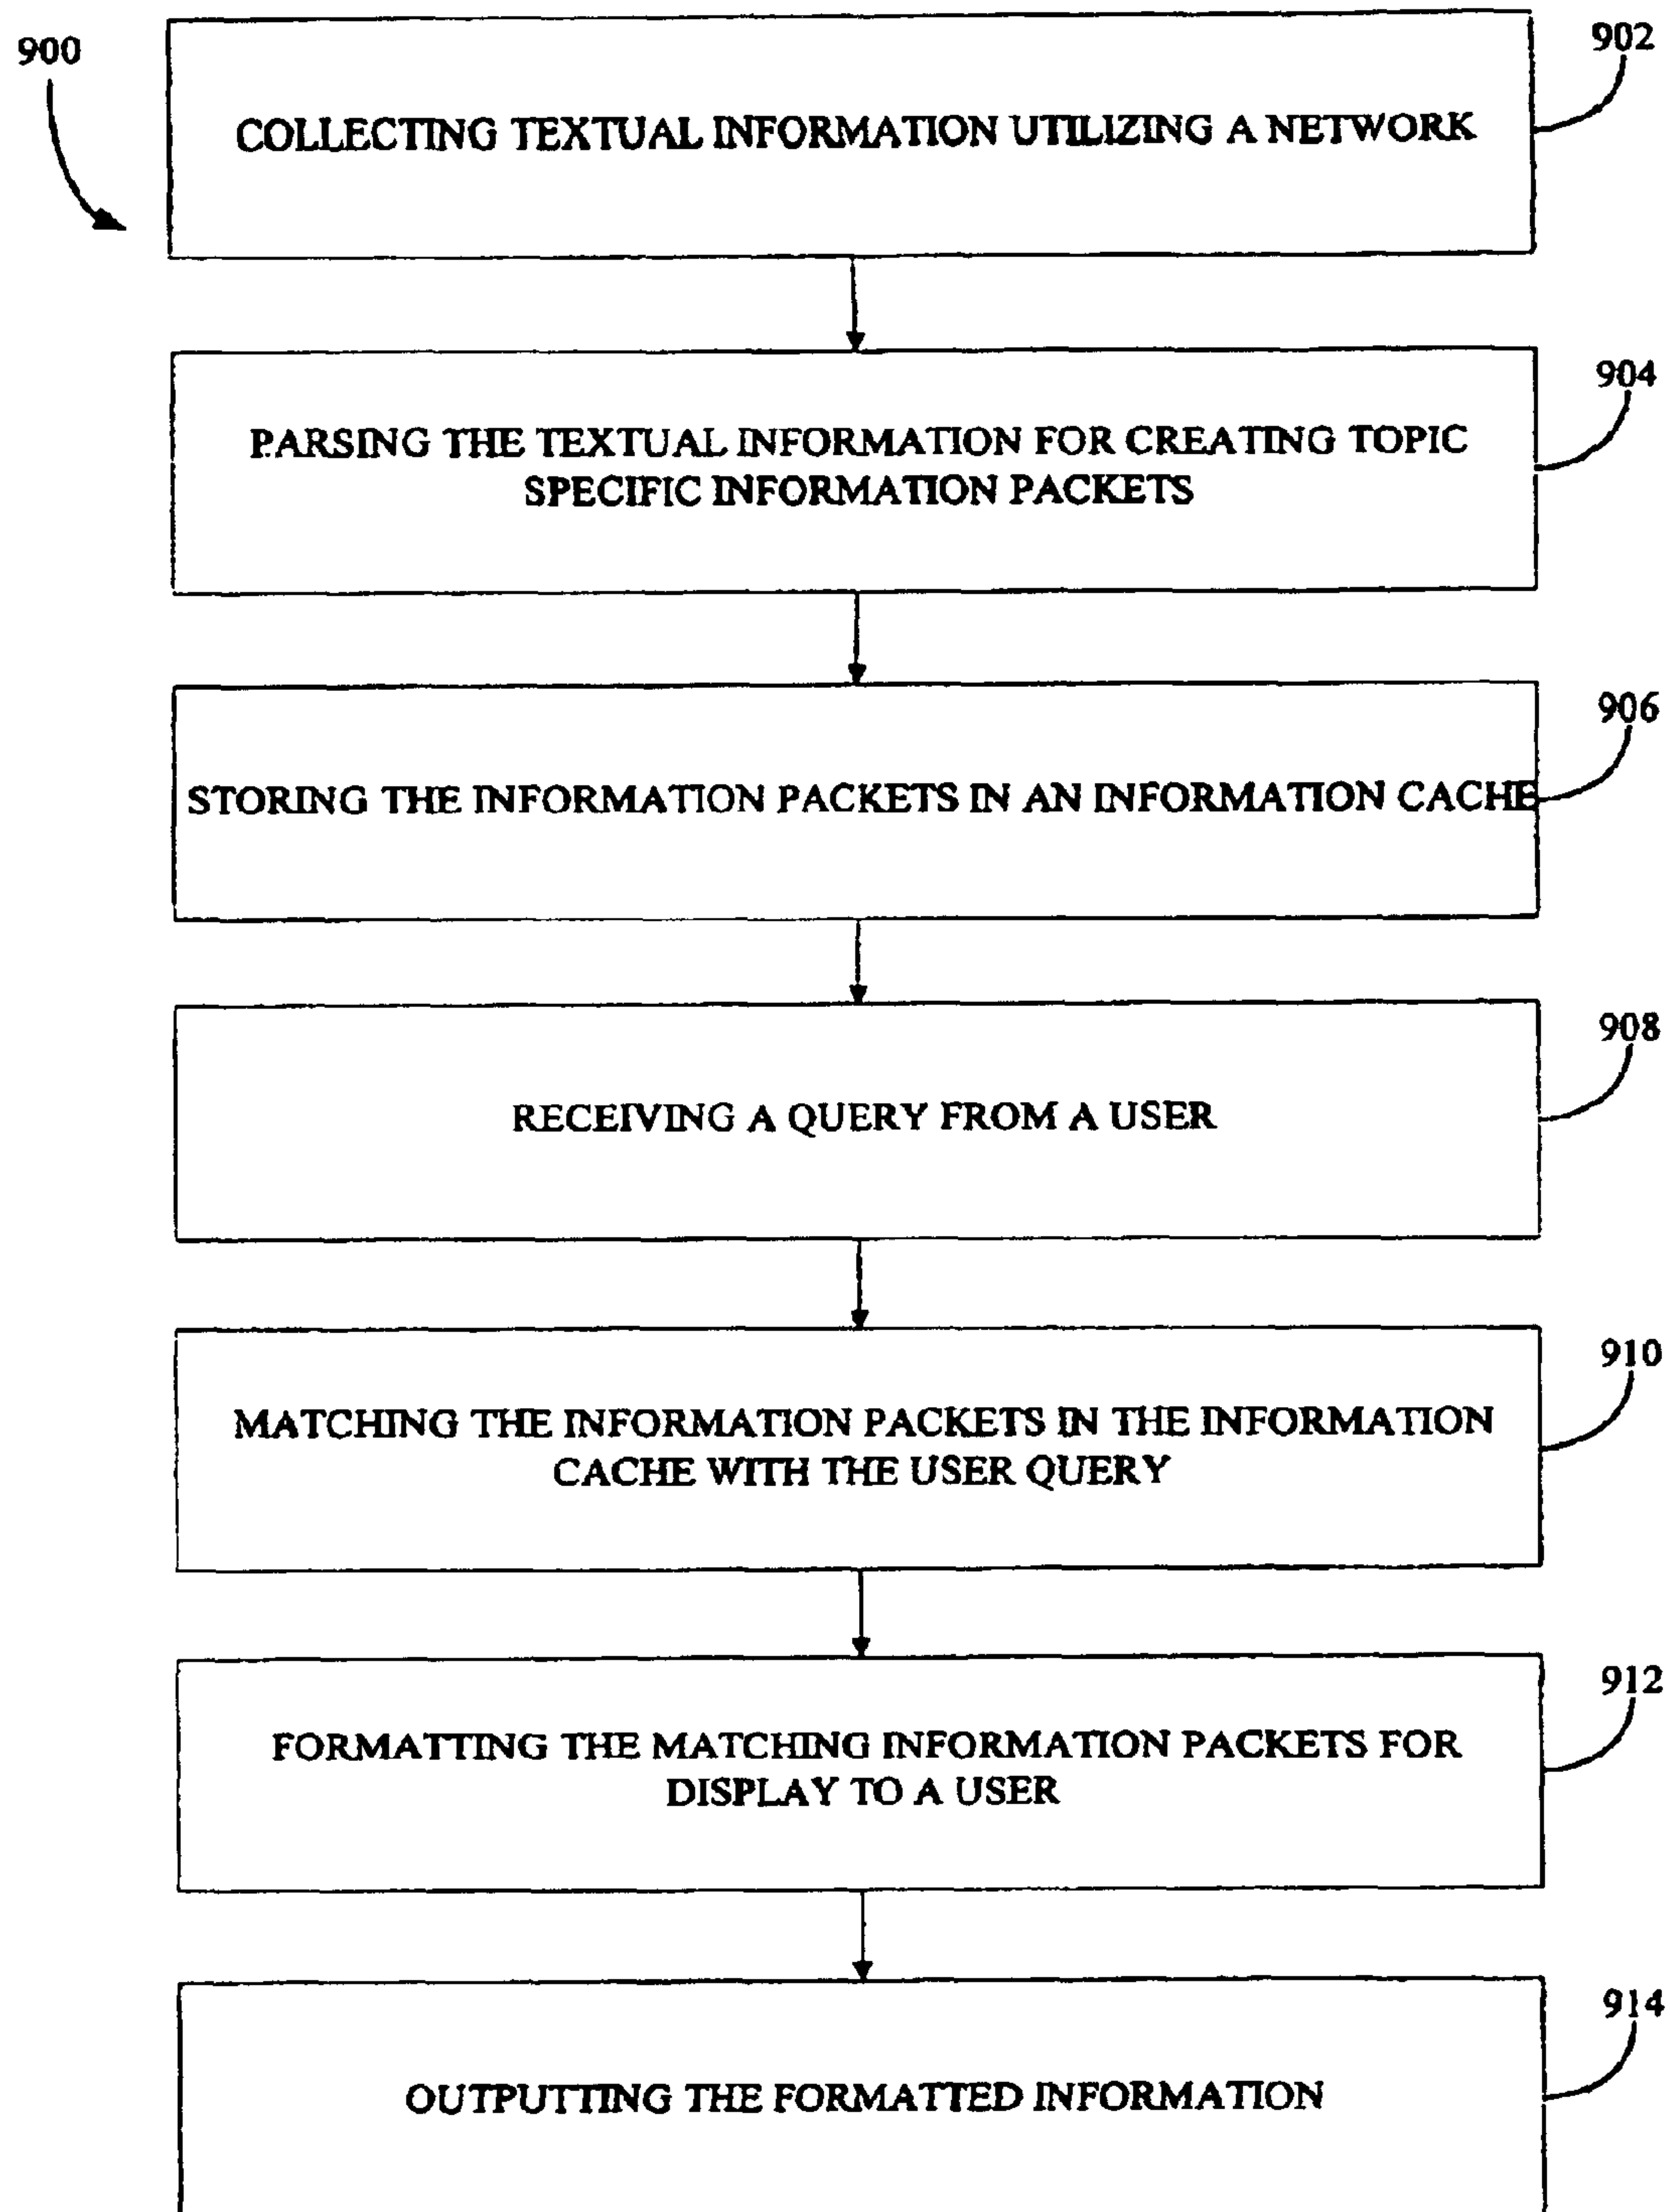 900
902
COLLECTING TEXTUAL INFORMATION UTILIZING A NETWORK
904
PARSING THE TEXTUAL INFORMATION FOR CREATING TOPIC
SPECIFIC INFORMATION PACKETS
906
STORING THE INFORMATION PACKETS IN AN INFORMATION CACHE
908
RECEIVING A QUERY FROM A USER
910
MATCHING THE INFORMATION PACKETS IN THE INFORMATION
CACHE WITH THE USER QUERY
912
FORMATTING THE MATCHING INFORMATION PACKETS FOR
DISPLAY TO A USER
914
OUTPUTTING THE FORMATTED INFORMATION